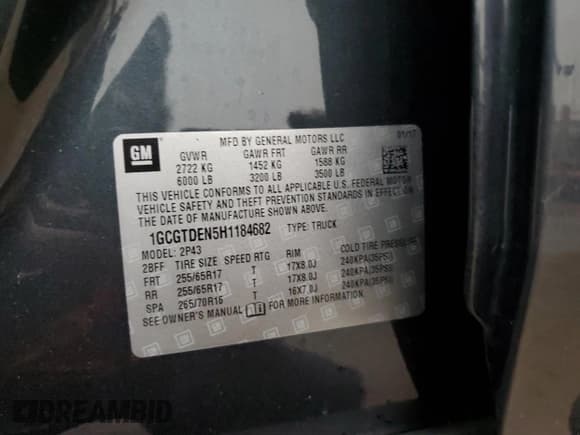 GM
MFD BY GENERAL MOTORS LLC 01/17
GVWR GAWR FRT GAWR RR
2722 KG 1452 KG 1588 KG
6000 LB 3200 LB 3500 LB
THIS VEHICLE CONFORMS TO ALL APPLICABLE U.S. FEDERAL MOTOR
VEHICLE SAFETY AND THEFT PREVENTION STANDARDS IN EFFECT ON
THE DATE OF MANUFACTURE SHOWN ABOVE.
1GCGTDEN5H1184682 TYPE: TRUCK
MODEL: 2P43
2BFF TIRE SIZE SPEED RTG RIM COLD TIRE PRESSURE
FRT 255/65R17 T 17X8.0J 240KPA(35PSI)
RR 255/65R17 T 17X8.0J 240KPA(35PSI)
SPA 265/70R16 T 16X7.0J 240KPA(35PSI)
SEE OWNER'S MANUAL FOR MORE INFORMATION
DREAMBID